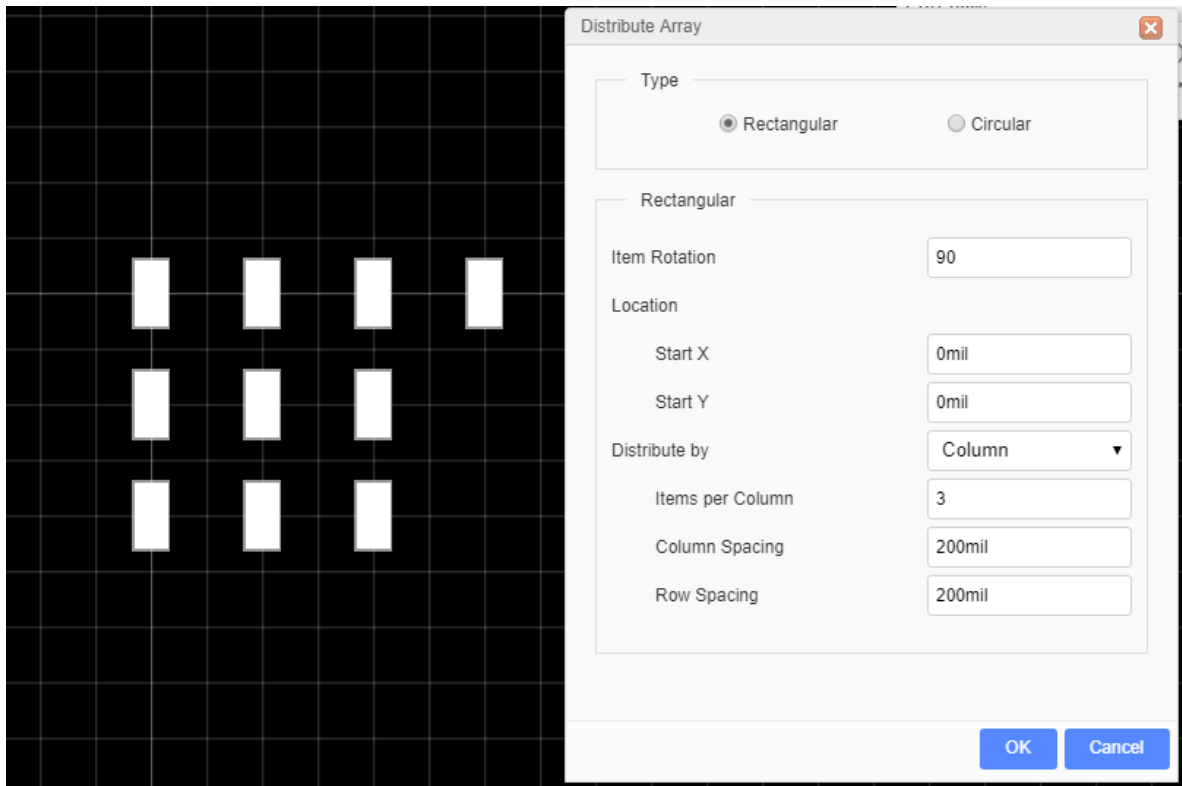 Distribute Array
Type
Rectangular
Circular
Rectangular
Item Rotation
90
Location
Start X
0mil
Start Y
0mil
Distribute by
Column
Items per Column
3
Column Spacing
200mil
Row Spacing
200mil
OK
Cancel